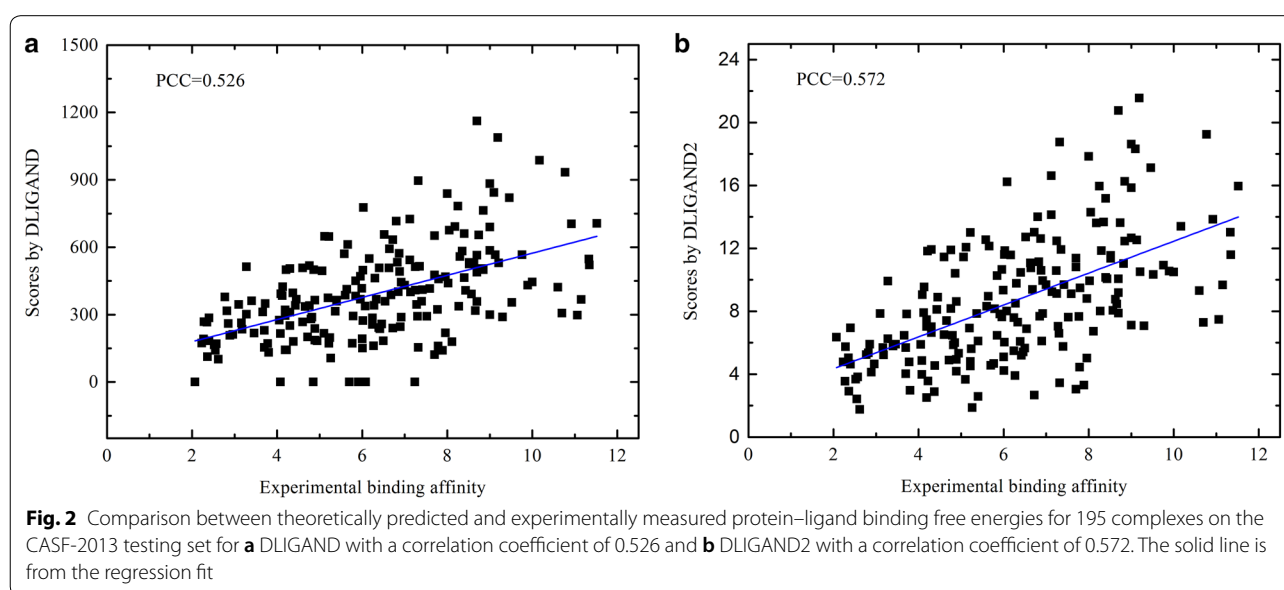 a
1500
1200
900
600
300
0
PCC=0.526
Scores by DLIGAND
0 2 4 6 8 10 12
Experimental binding affinity
b
24
20
16
12
8
4
0
PCC=0.572
Scores by DLIGAND2
0 2 4 6 8 10 12
Experimental binding affinity
Fig. 2 Comparison between theoretically predicted and experimentally measured protein–ligand binding free energies for 195 complexes on the
CASF-2013 testing set for a DLIGAND with a correlation coefficient of 0.526 and b DLIGAND2 with a correlation coefficient of 0.572. The solid line is
from the regression fit